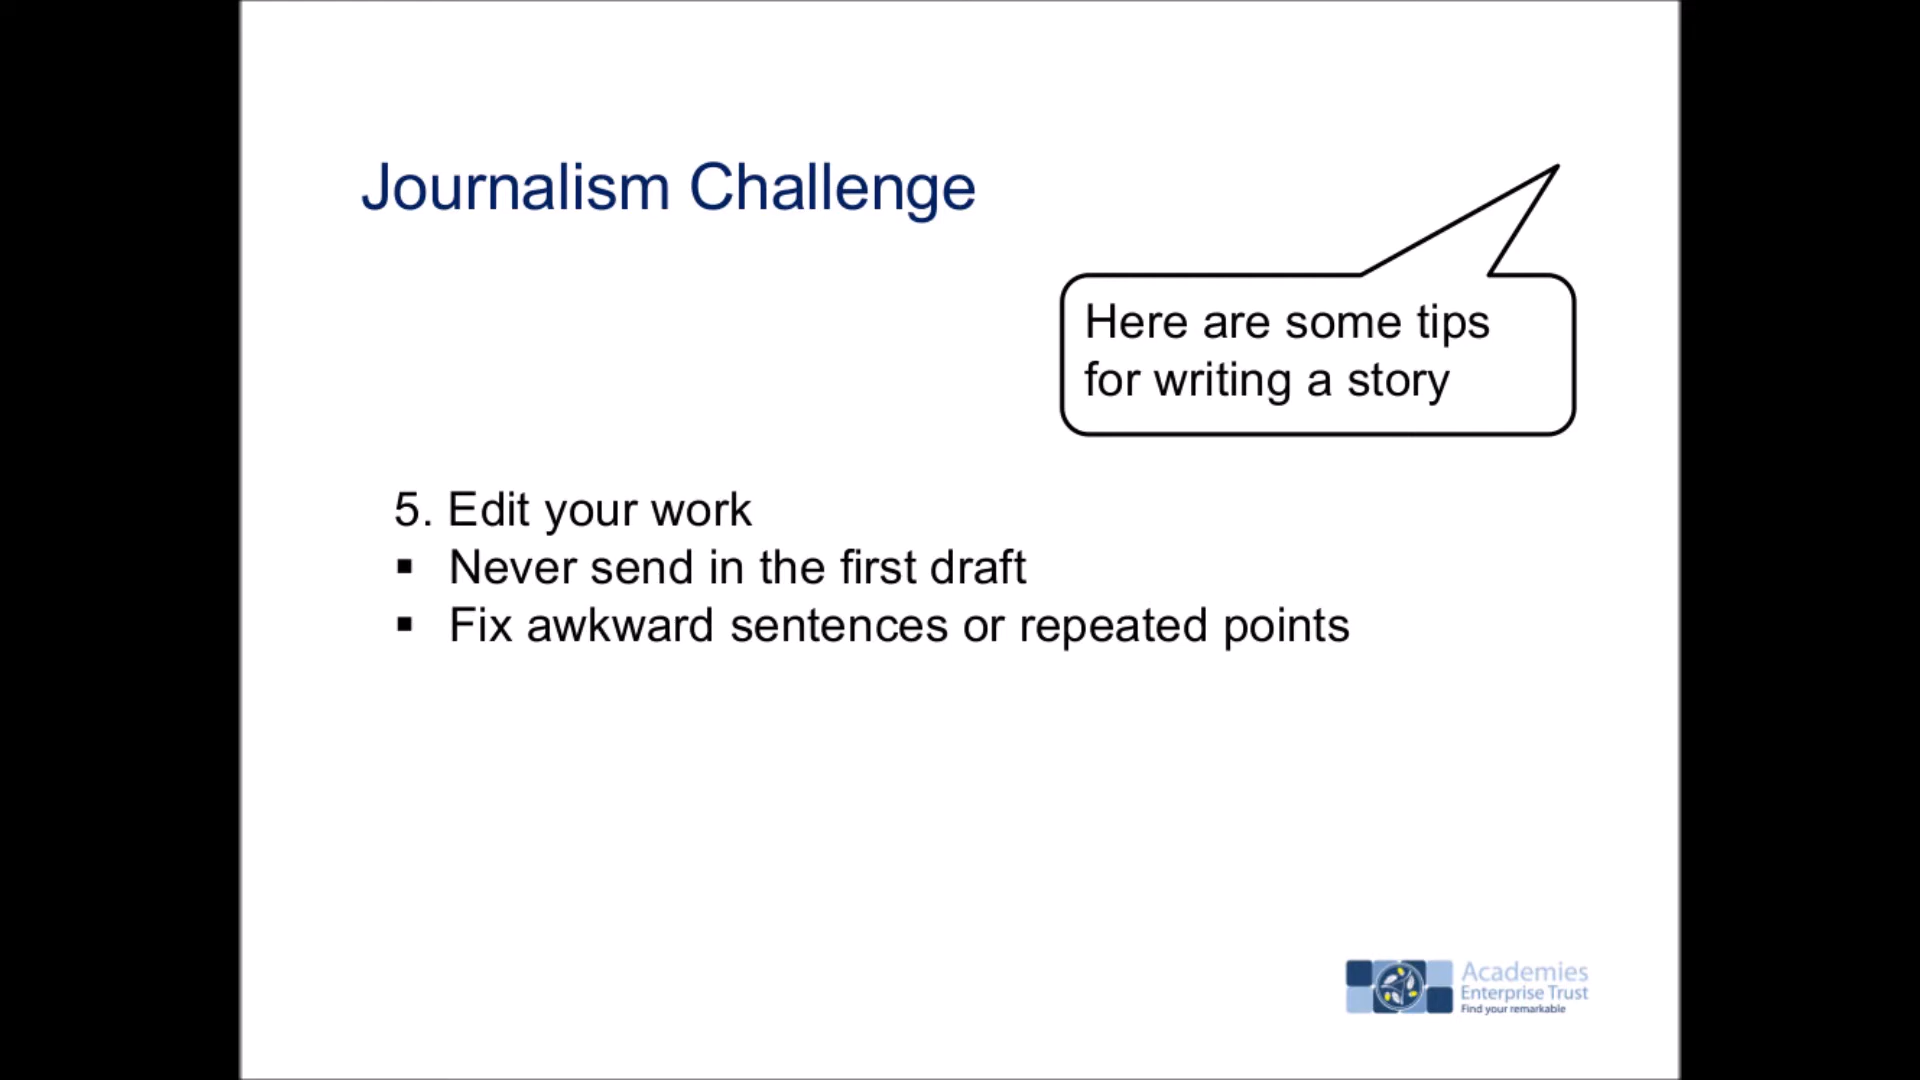 Journalism Challenge
Here are some tips
for writing a story
5. Edit your work
▪ Never send in the first draft
▪ Fix awkward sentences or repeated points
Academies
Enterprise Trust
Find your remarkable